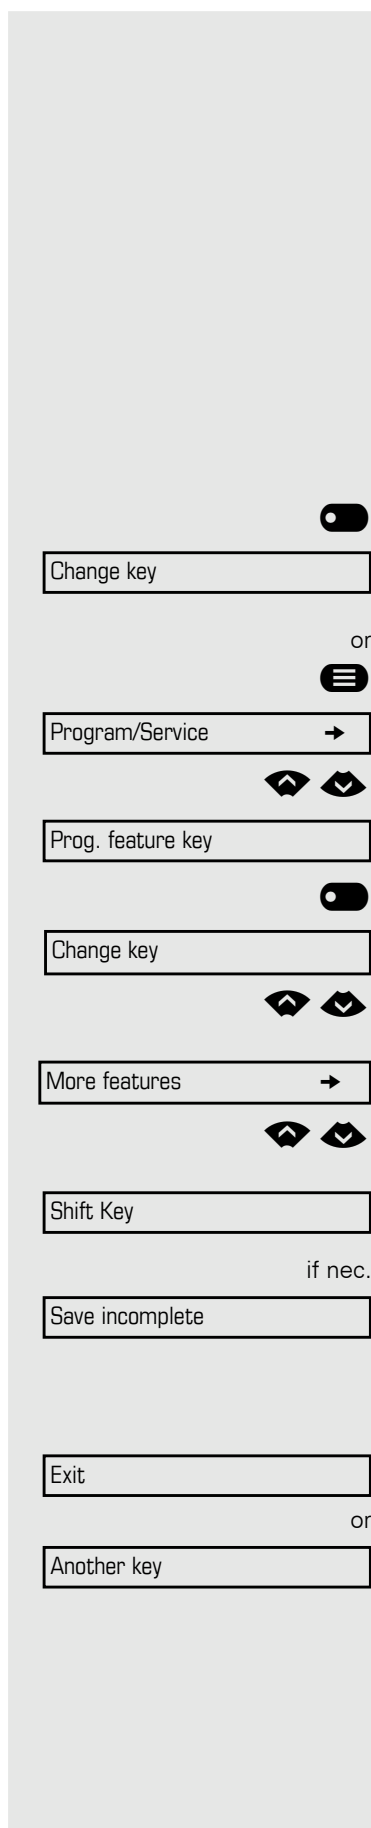 Change key
or
Program/Service →
Prog. feature key
Change key
More features →
Shift Key
if nec.
Save incomplete
Exit
or
Another key